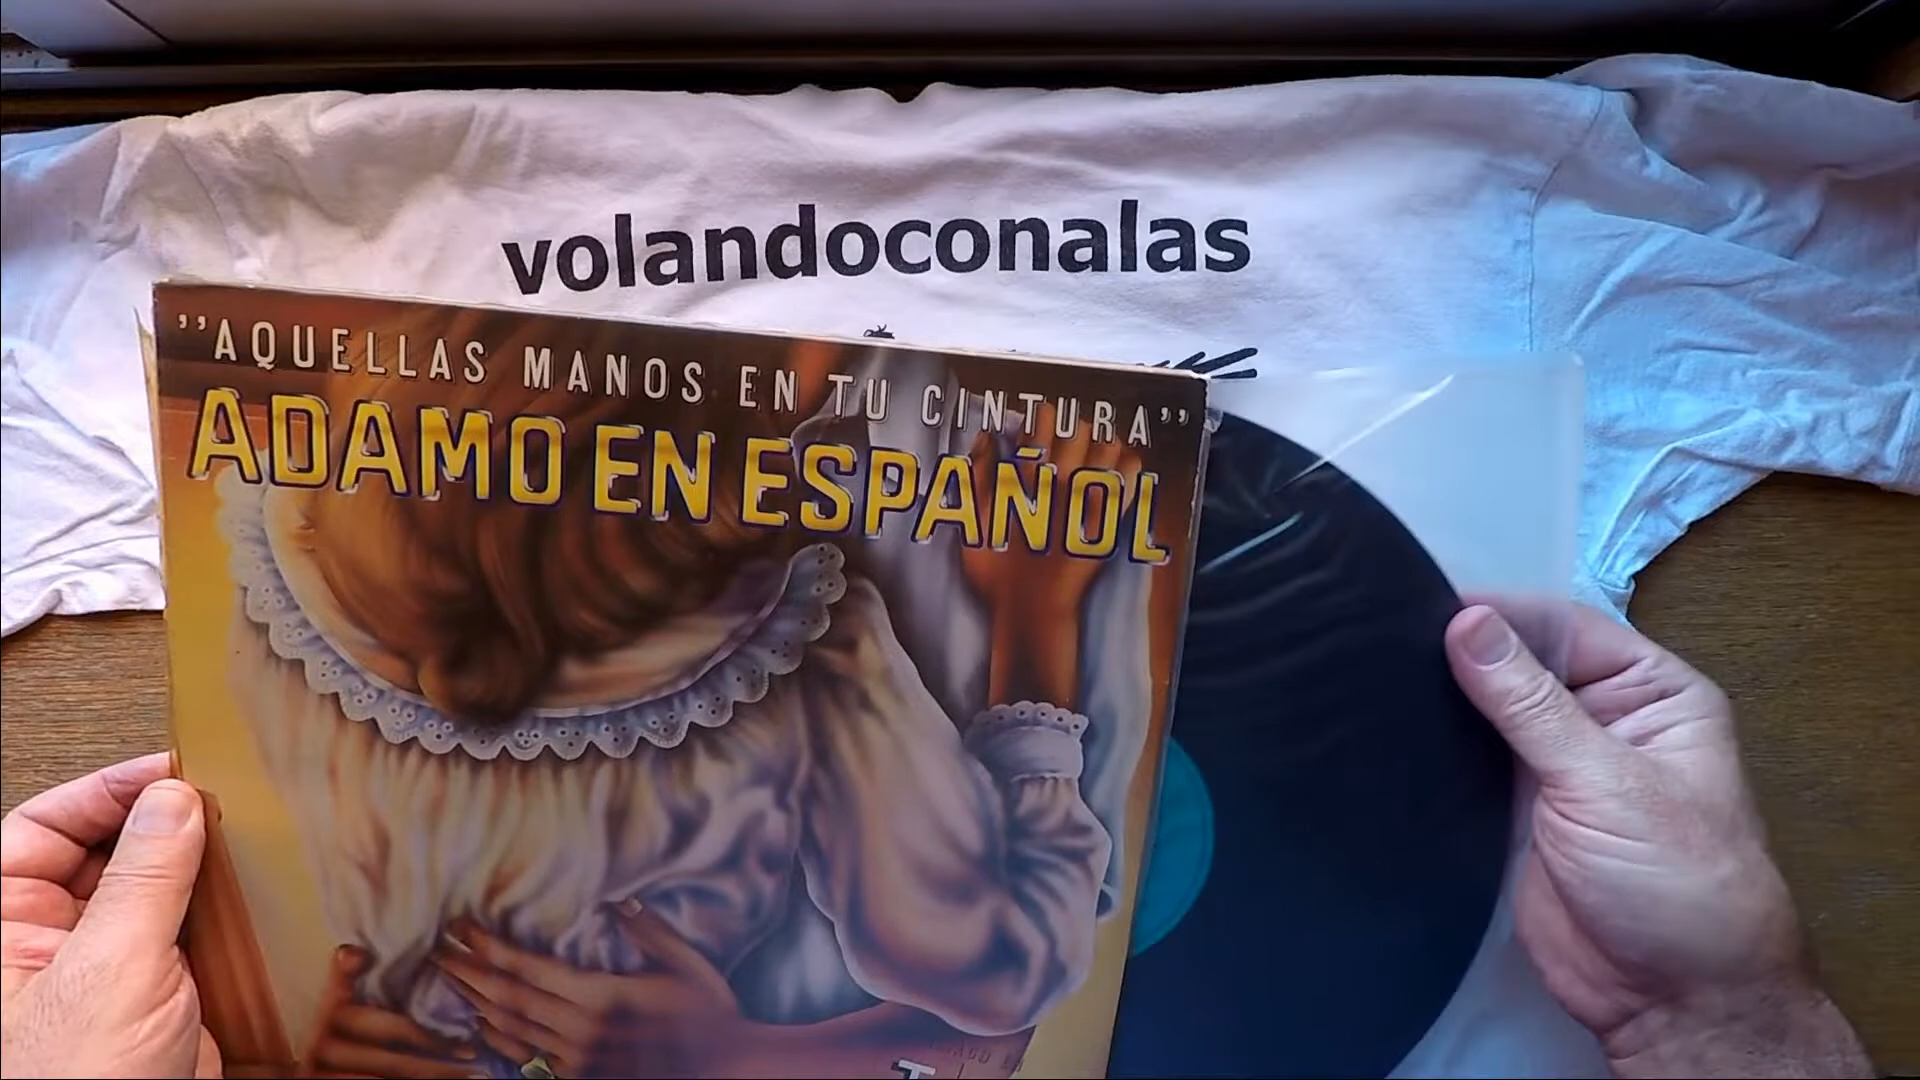 volandoconalas
"AQUELLAS MANOS EN TU CINTURA"
ADAMO EN ESPAÑOL